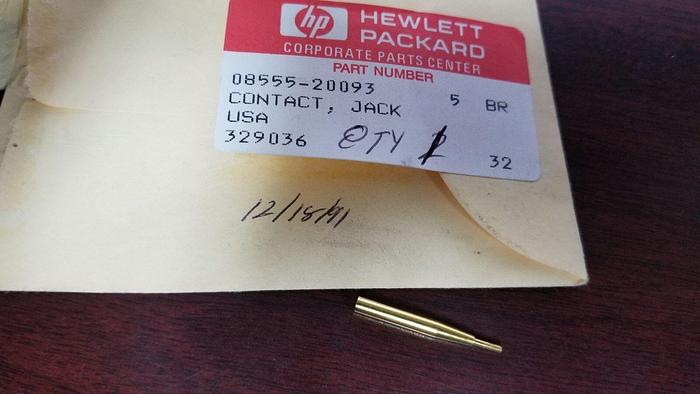 hp HEWLETT
PACKARD
CORPORATE PARTS CENTER
PART NUMBER
08555-20093 5 BR
CONTACT, JACK
USA
329036 QTY 1 32
12/18/91